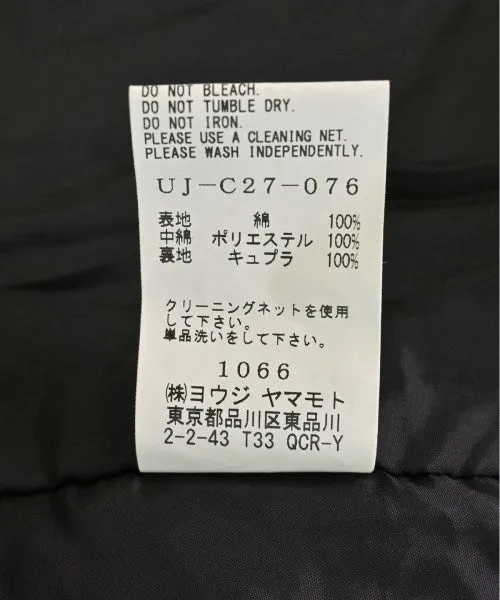 DO NOT BLEACH.
DO NOT TUMBLE DRY.
DO NOT IRON.
PLEASE USE A CLEANING NET.
PLEASE WASH INDEPENDENTLY.
UJ-C27-076
表地 綿 100%
中綿 ポリエステル 100%
裏地 キュプラ 100%
クリーニングネットを使用
して下さい。
単品洗いをして下さい。
1066
㈱ヨウジ ヤマモト
東京都品川区東品川
2-2-43 T33 QCR-Y